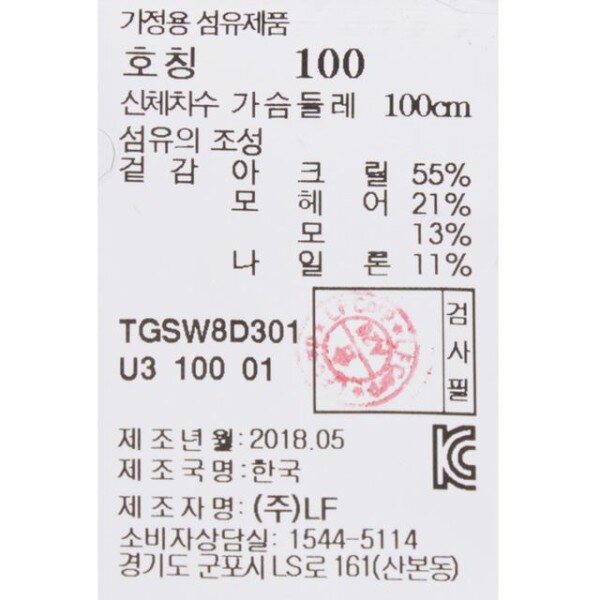 가정용 섬유제품
호칭 100
신체치수 가슴둘레 100cm
섬유의 조성
겉감 아크릴 55%
모헤어 21%
모 13%
나일론 11%
TGSW8D301
U3 100 01
검사필
제조년월:2018.05
제조국명:한국
제조자명:(주)LF
소비자상담실: 1544-5114
경기도 군포시 LS로 161(산본동)